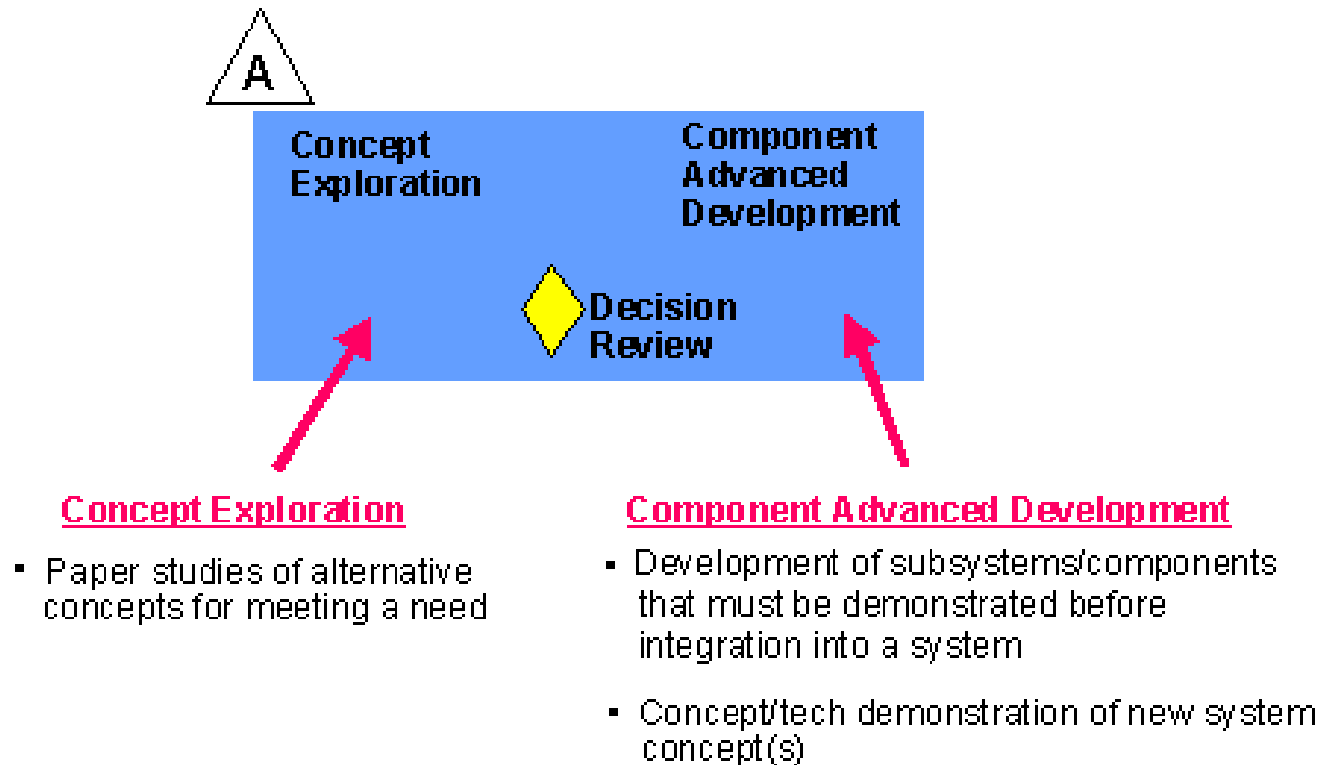 A
Concept
Exploration
Component
Advanced
Development
Decision
Review
Concept Exploration
▪ Paper studies of alternative
concepts for meeting a need
Component Advanced Development
▪ Development of subsystems/components
that must be demonstrated before
integration into a system
▪ Concept/tech demonstration of new system
concept(s)